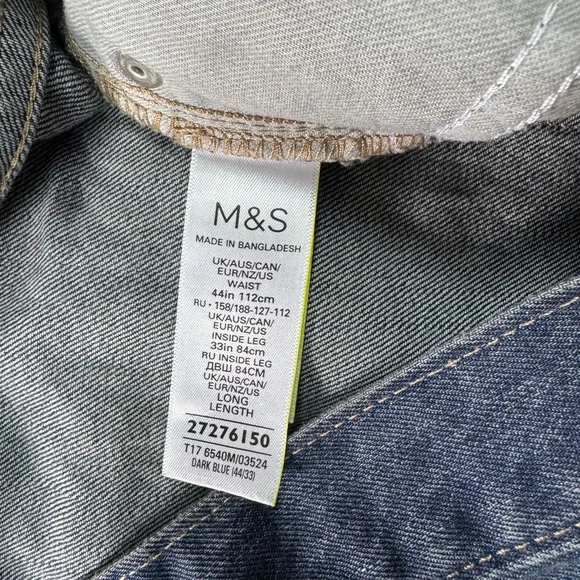 M&S
MADE IN BANGLADESH
UK/AUS/CAN/
EUR/NZ/US
WAIST
44in 112cm
RU • 158/188-127-112
UK/AUS/CAN/
EUR/NZ/US
INSIDE LEG
33in 84cm
RU INSIDE LEG
ДВШ 84CM
UK/AUS/CAN/
EUR/NZ/US
LONG
LENGTH
27276150
T17 6540M/03524
DARK BLUE (44/33)